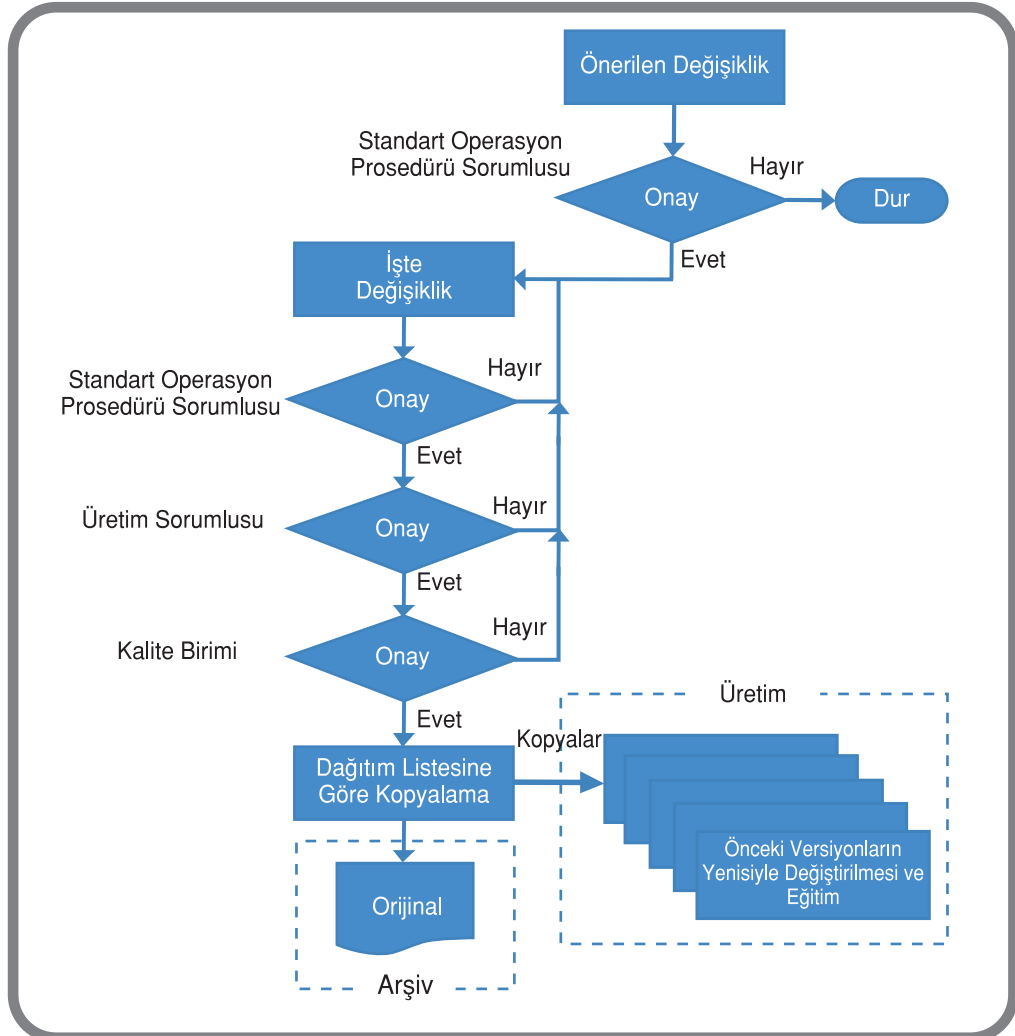 Önerilen Değişiklik
Standart Operasyon
Prosedürü Sorumlusu
Onay
Hayır
Dur
Evet
İşte
Değişiklik
Standart Operasyon
Prosedürü Sorumlusu
Onay
Hayır
Evet
Üretim Sorumlusu
Onay
Hayır
Evet
Kalite Birimi
Onay
Hayır
Evet
Dağıtım Listesine
Göre Kopyalama
Kopyalar
Üretim
Önceki Versiyonların
Yenisiyle Değiştirilmesi ve
Eğitim
Orijinal
Arşiv